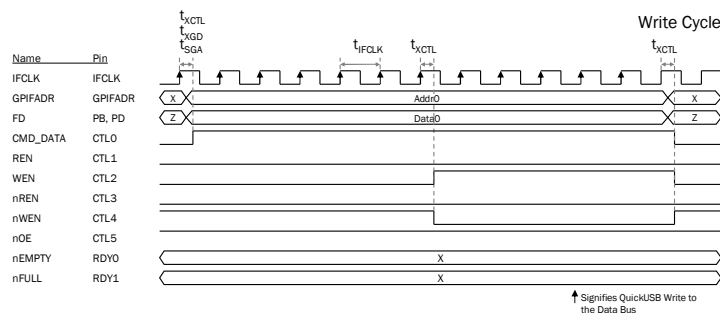 Write Cycle
tXCTL
tXGD
tSGA
tIFCLK
tXCTL
tXCTL
Name Pin
IFCLK IFCLK
GPIFADR GPIFADR X Addr0 X
FD PB, PD Z Data0 Z
CMD_DATA CTL0
REN CTL1
WEN CTL2
nREN CTL3
nWEN CTL4
nOE CTL5
nEMPTY RDY0 X
nFULL RDY1 X
Signifies QuickUSB Write to
the Data Bus